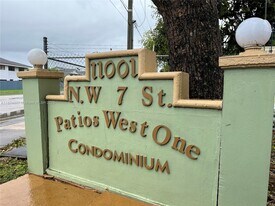 11001
N.W 7 St.
Patios West One
Condominium